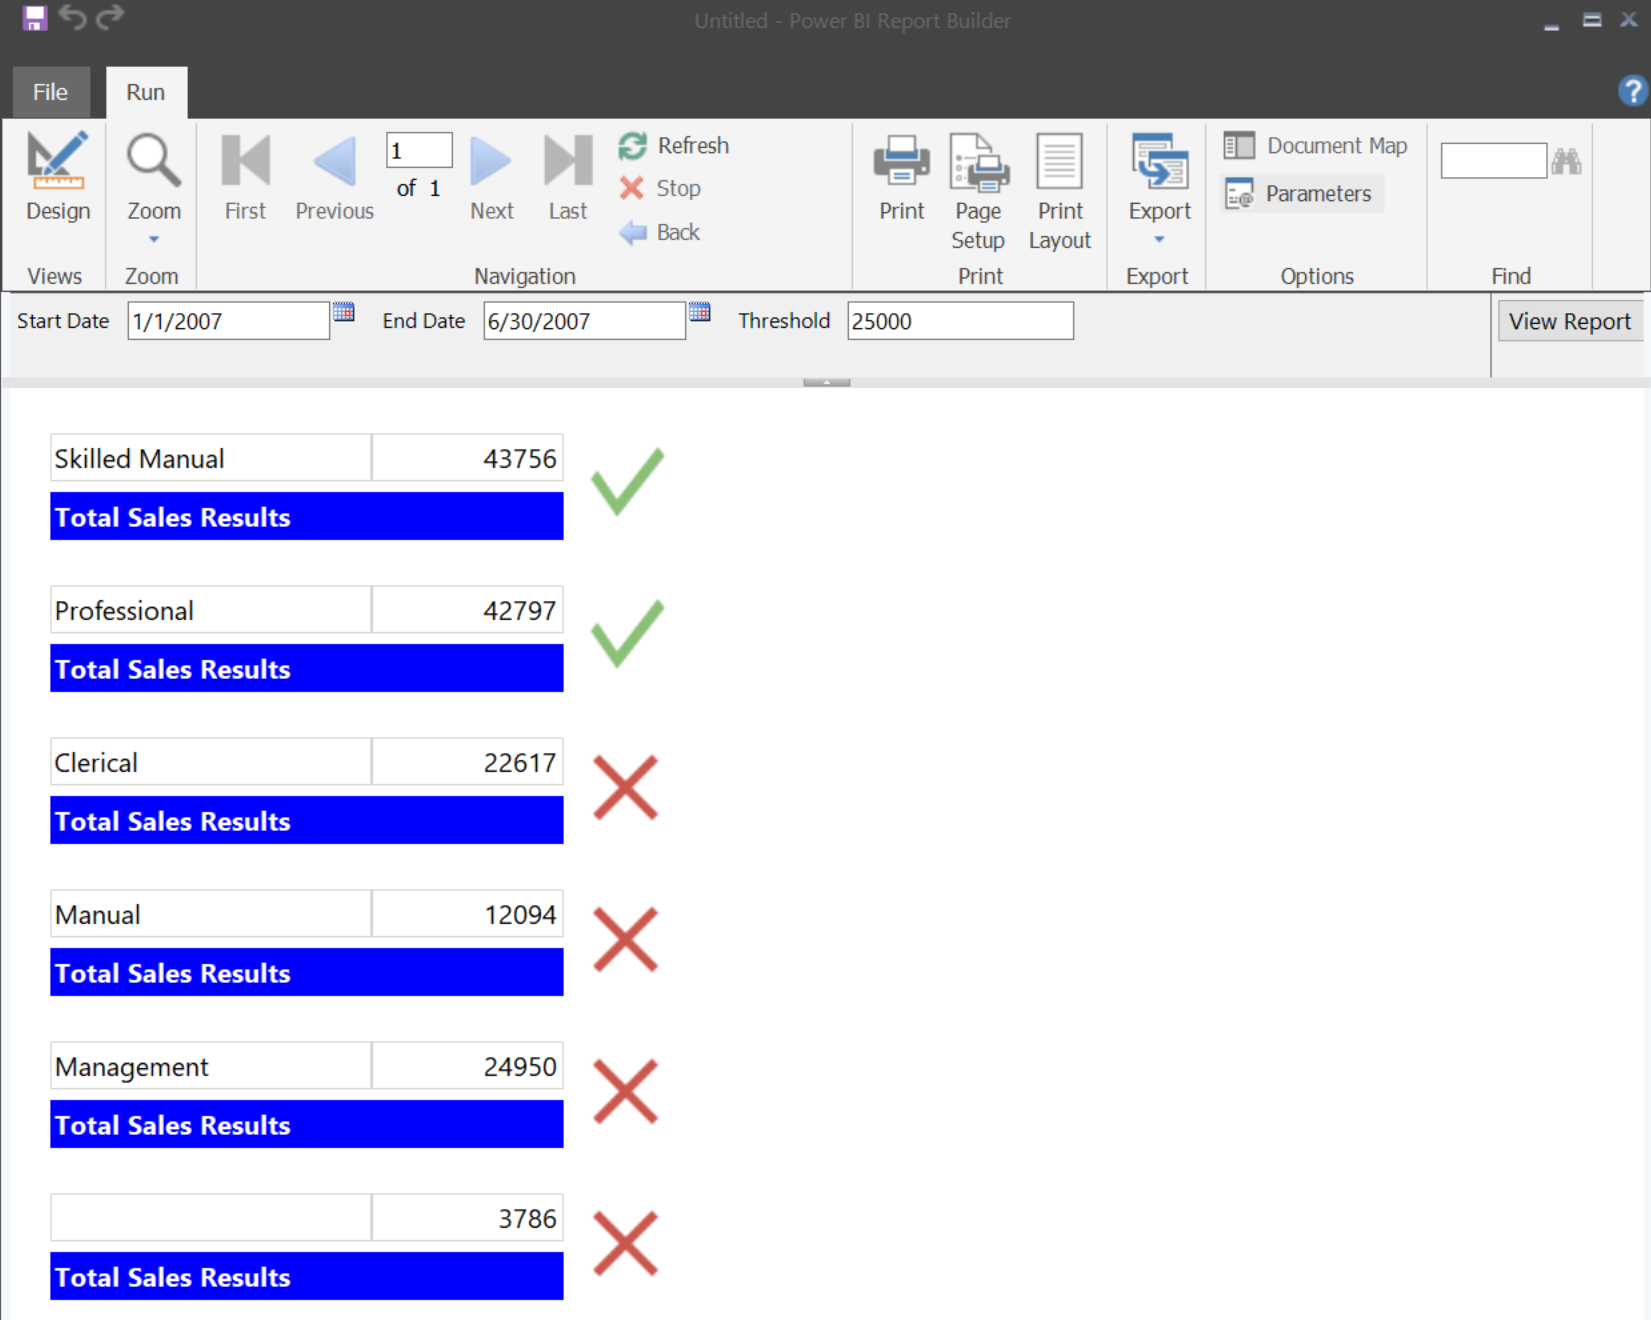 Untitled - Power BI Report Builder
File Run
Design Zoom First Previous 1 of 1 Next Last Refresh Stop Back Print Page Setup Print Layout Export Document Map Parameters
Views Zoom Navigation Print Export Options Find
Start Date 1/1/2007 End Date 6/30/2007 Threshold 25000 View Report
Skilled Manual 43756
Total Sales Results
Professional 42797
Total Sales Results
Clerical 22617
Total Sales Results
Manual 12094
Total Sales Results
Management 24950
Total Sales Results
3786
Total Sales Results